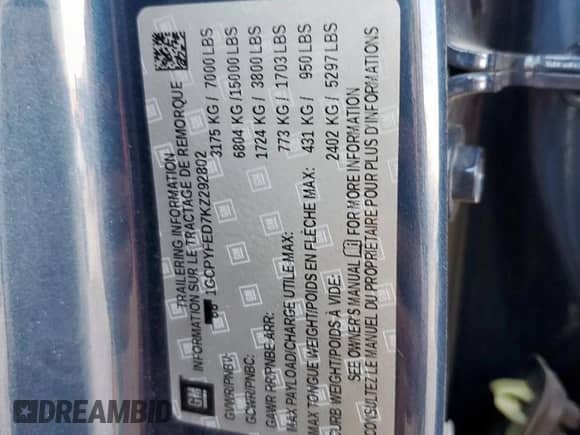 TRAILERING INFORMATION
INFORMATION SUR LE TRACTAGE DE REMORQUE
68 1GCPYFED7KZ292802
GVWR/PNBV: 3175 KG / 7000 LBS
GCWR/PNBC: 6804 KG /15000 LBS
GAWR RR/PNBE ARR: 1724 KG / 3800 LBS
MAX PAYLOAD/CHARGE UTILE MAX: 773 KG / 1703 LBS
MAX TONGUE WEIGHT/POIDS EN FLÈCHE MAX: 431 KG / 950 LBS
CURB WEIGHT/POIDS À VIDE: 2402 KG / 5297 LBS
SEE OWNER'S MANUAL FOR MORE INFORMATION
CONSULTEZ LE MANUEL DU PROPRIÉTAIRE POUR PLUS D'INFORMATIONS
GM
DREAMBID